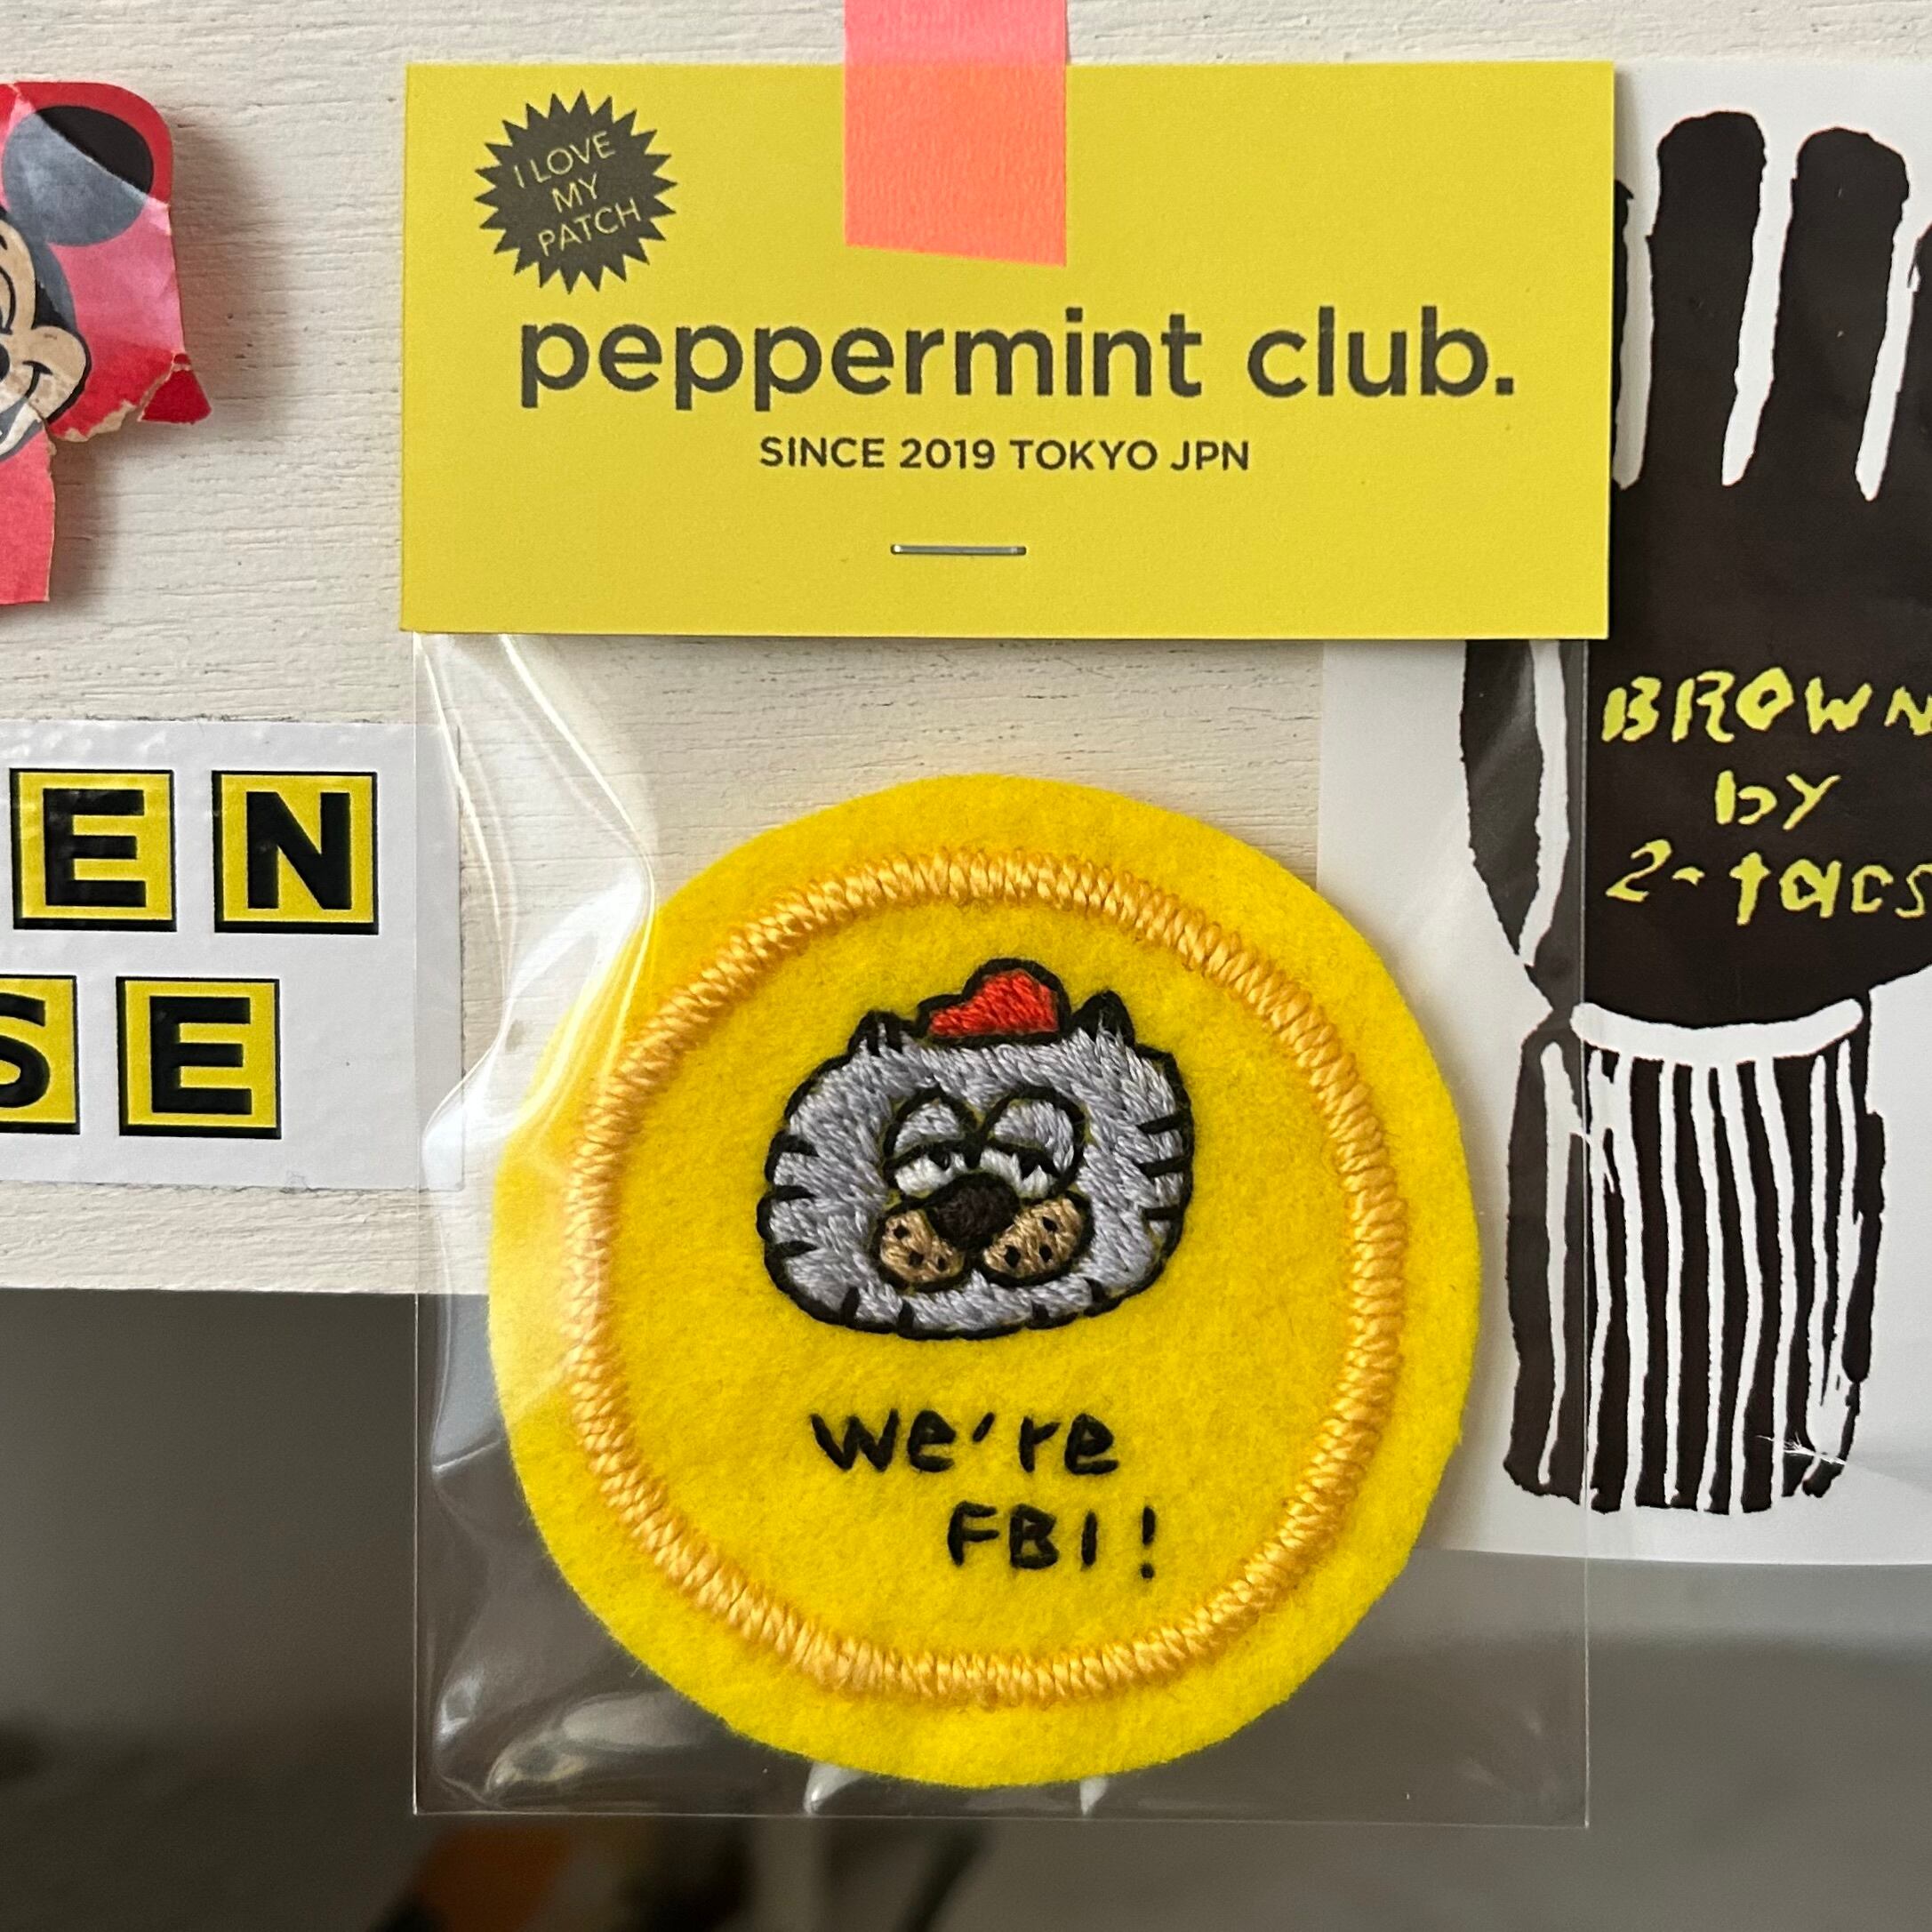 I LOVE
MY
PATCH
peppermint club.
SINCE 2019 TOKYO JPN
we're
FBI!
EN
SE
BROWN
by
2-tacs